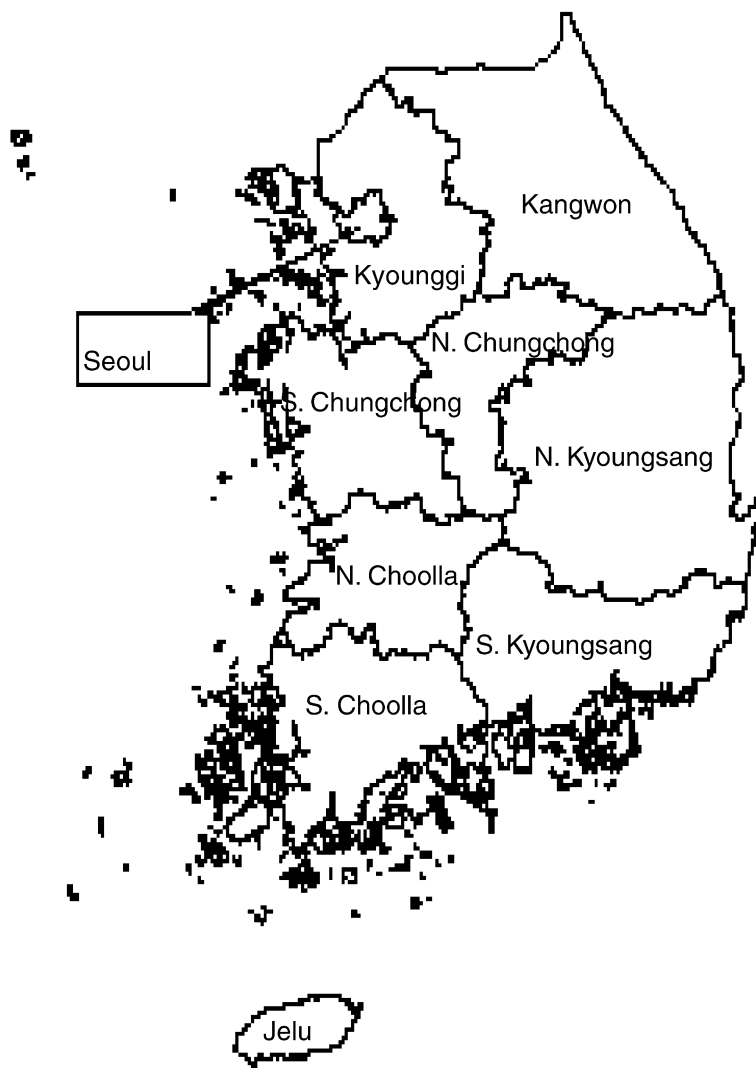 Kangwon
Kyounggi
N. Chungchong
Seoul
S. Chungchong
N. Kyoungsang
N. Choolla
S. Kyoungsang
S. Choolla
Jelu